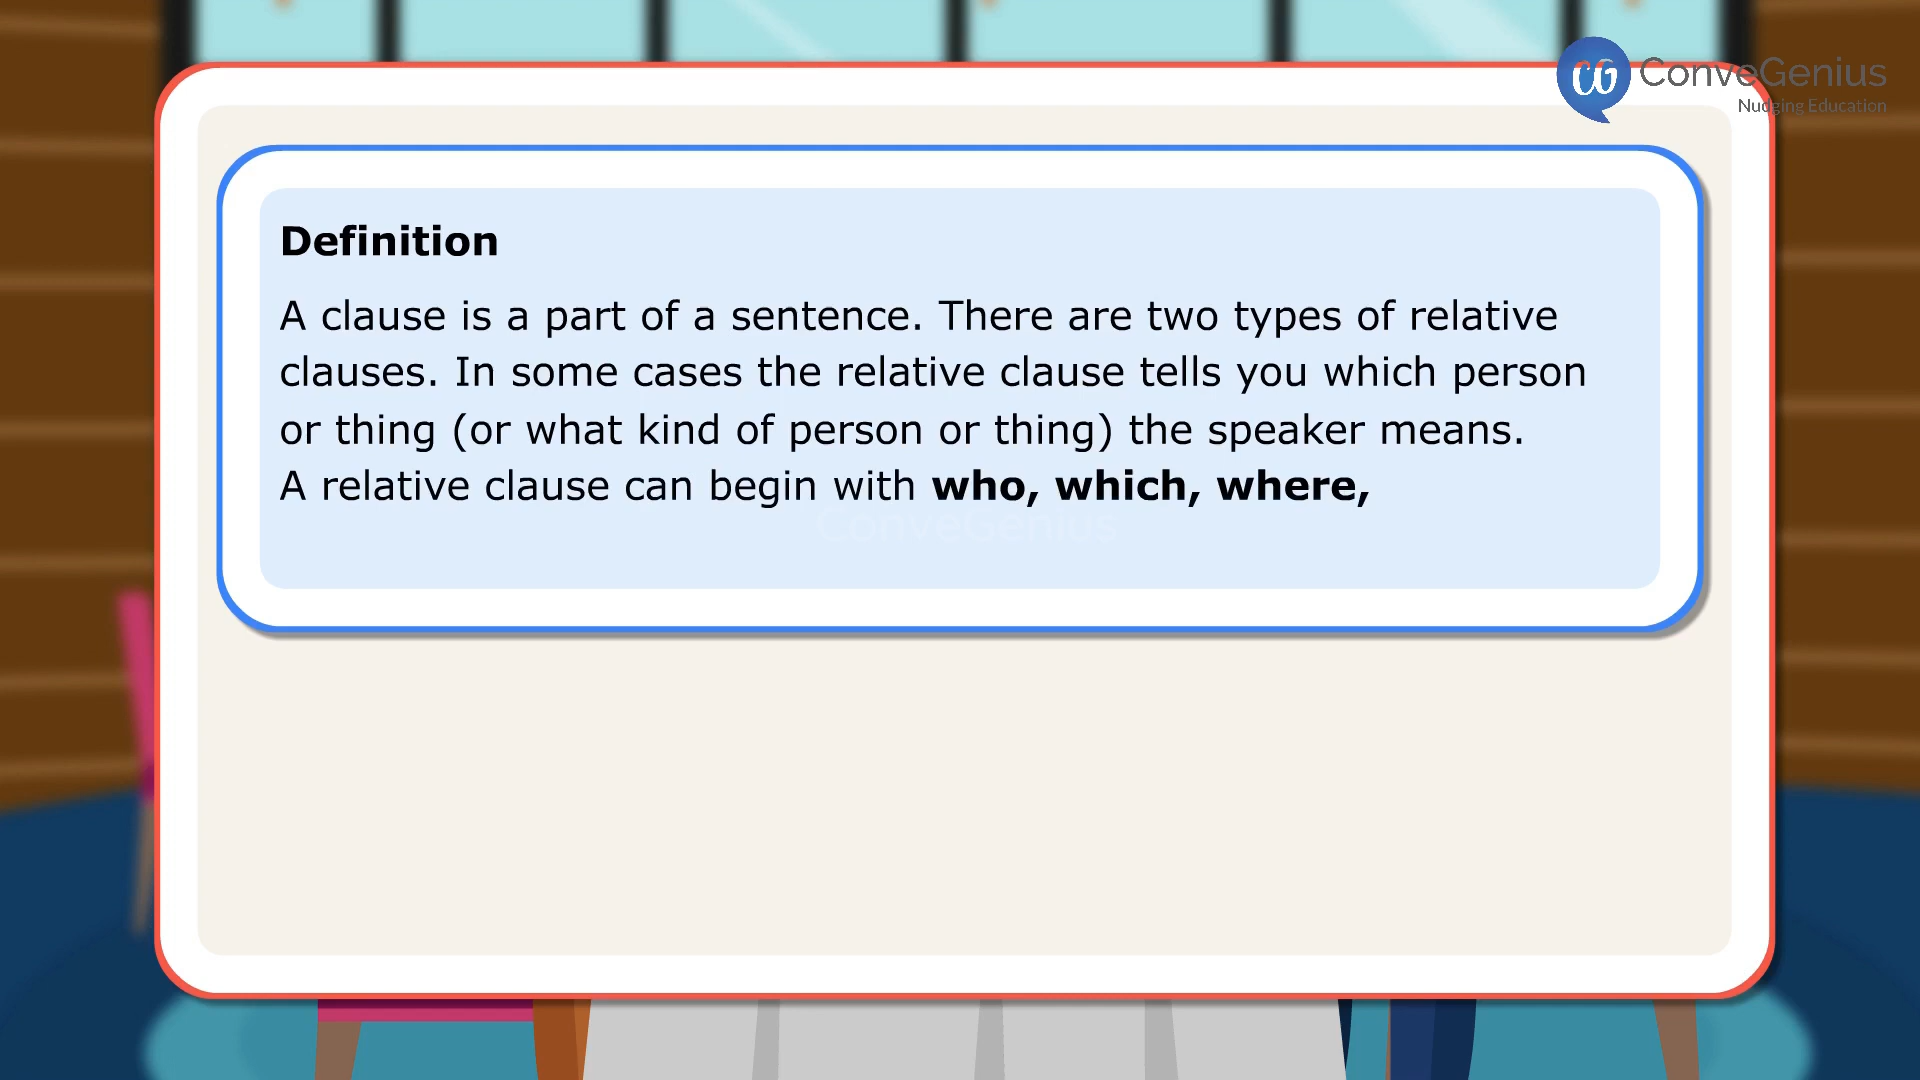 CG ConveGenius
Nudging Education
Definition
A clause is a part of a sentence. There are two types of relative
clauses. In some cases the relative clause tells you which person
or thing (or what kind of person or thing) the speaker means.
A relative clause can begin with who, which, where,
ConveGenius